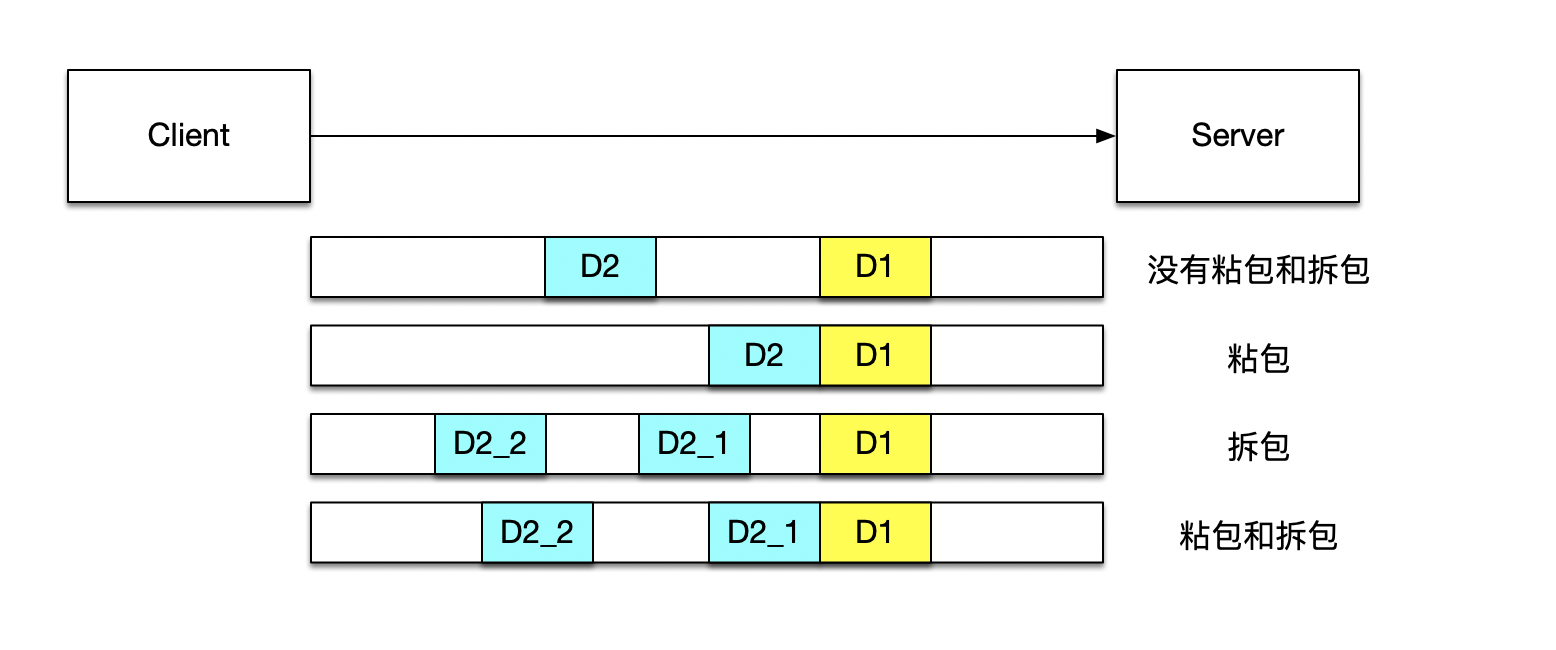 Client
Server
D2
D1
没有粘包和拆包
D2
D1
粘包
D2_2
D2_1
D1
拆包
D2_2
D2_1
D1
粘包和拆包